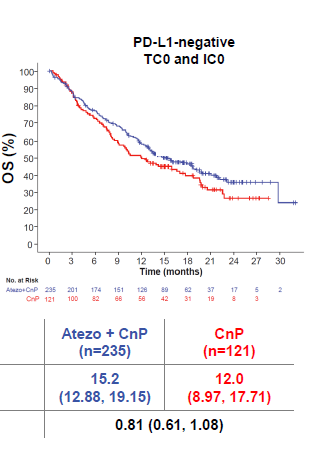 PD-L1-negative
TC0 and IC0
OS (%)
100
90
80
70
60
50
40
30
20
10
0
0 3 6 9 12 15 18 21 24 27 30
Time (months)
No. at Risk
Atezo+CnP 235 201 174 151 126 89 62 37 17 5 2
CnP 121 100 82 66 56 42 31 19 8 3
Atezo + CnP CnP
(n=235) (n=121)
15.2 12.0
(12.88, 19.15) (8.97, 17.71)
0.81 (0.61, 1.08)